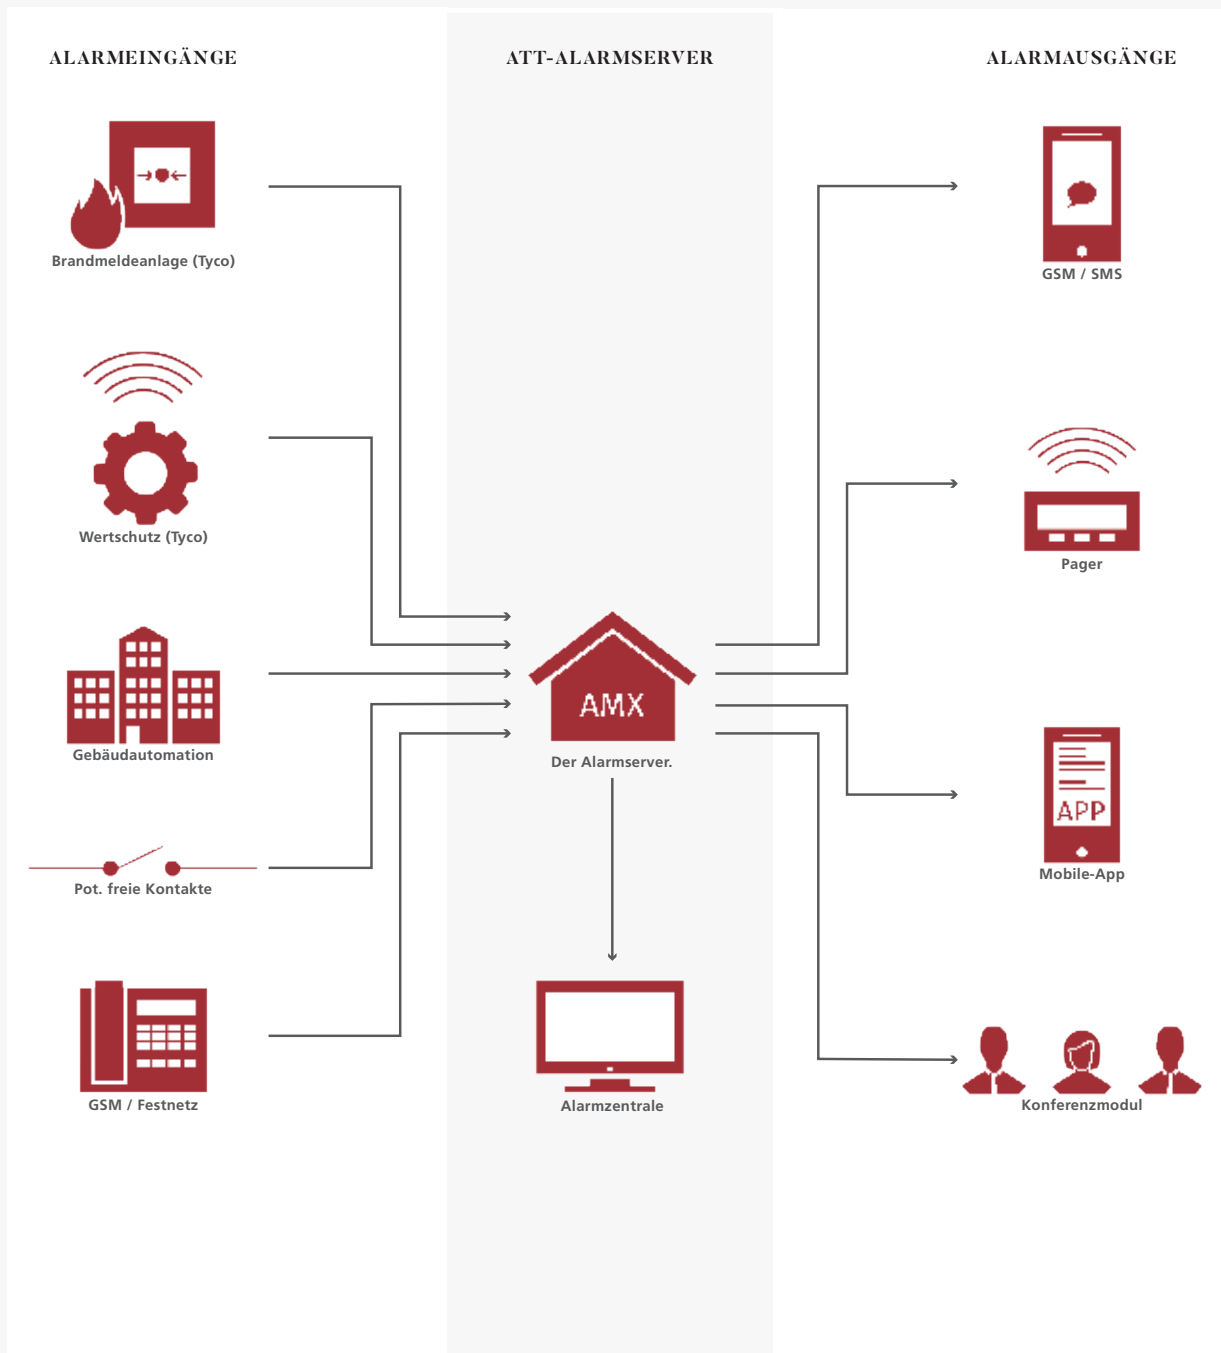 ALARMEINGÄNGE
Brandmeldeanlage (Tyco)
Wertschutz (Tyco)
Gebäudautomation
Pot. freie Kontakte
GSM / Festnetz
ATT-ALARMSERVER
AMX
Der Alarmserver.
Alarmzentrale
ALARMAUSGÄNGE
GSM / SMS
Pager
APP
Mobile-App
Konferenzmodul